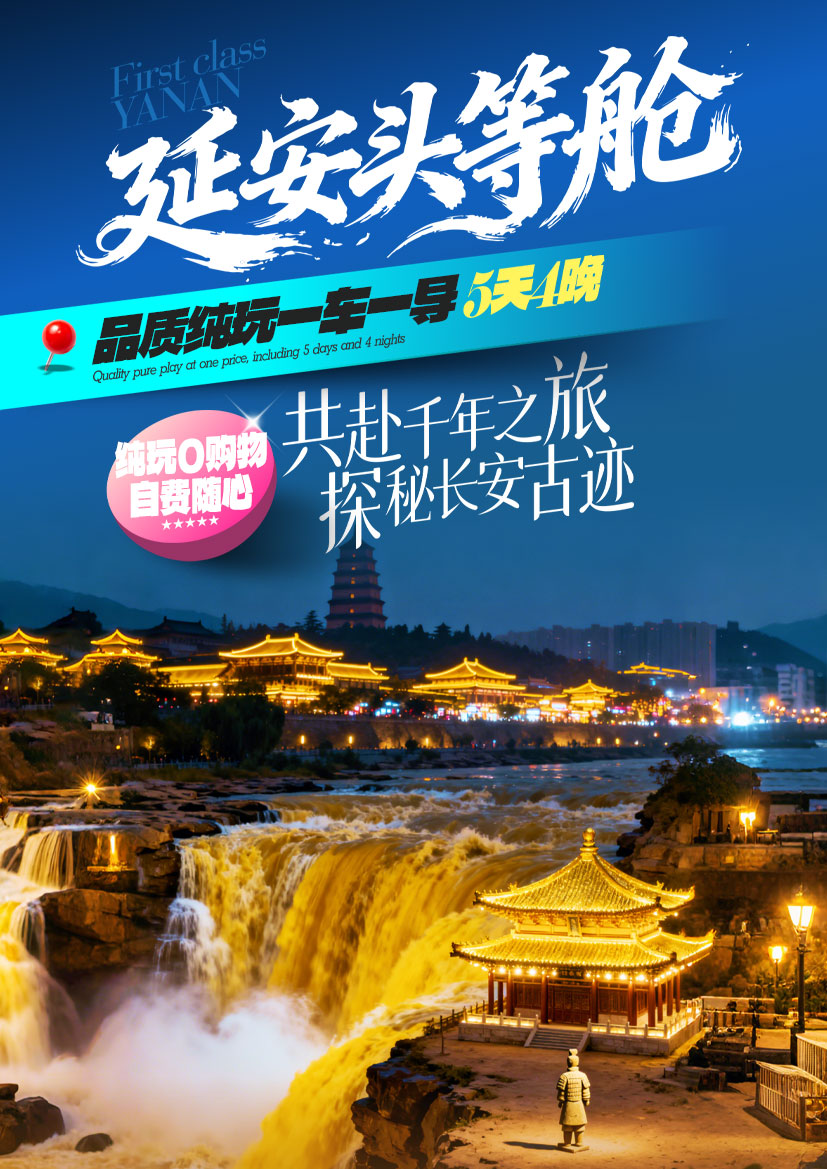 First class
YANAN
延安头等舱
品质纯玩一车一导 5天4晚
Quality pure play at one price, including 5 days and 4 nights
纯玩0购物
自费随心
★★★★★
共赴千年之旅
探秘长安古迹